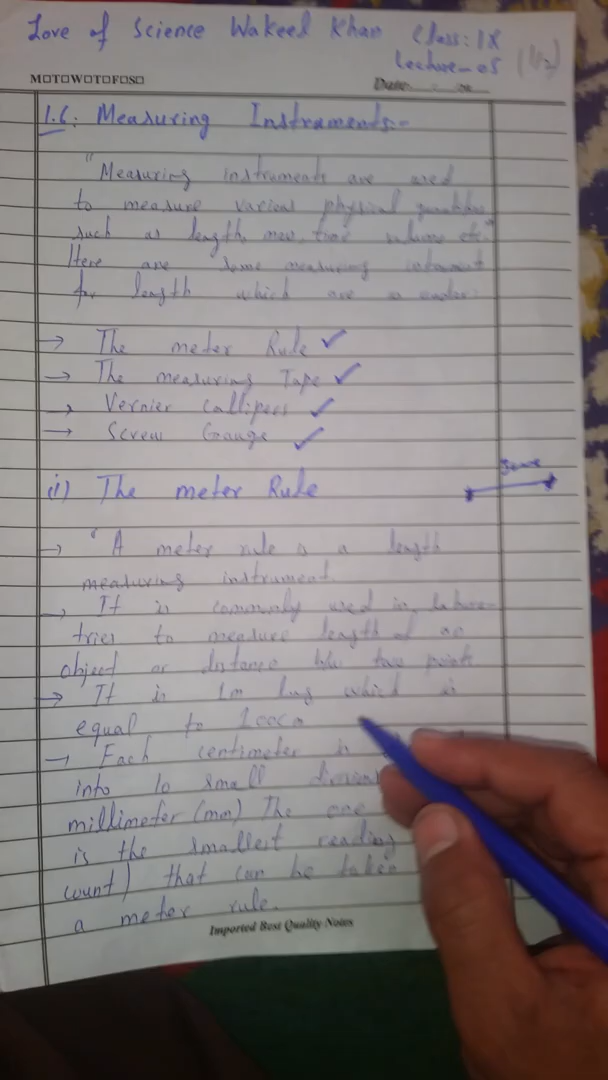 Love of Science Wakeel Khan Class: IX
Lecture-05
M□T□W□T□F□S□ Date:
1.6: Measuring Instruments:-
"Measuring instruments are used
to measure various physical quantities
such as length, mass, time volume etc."
Here are some measuring instrument
for length which are as under:
→ The meter Rule ✓
→ The measuring Tape ✓
→ Vernier Callipers ✓
→ Screw Gauge ✓
(i) The meter Rule
→ "A meter rule is a length
measuring instrument
→ It is commonly used in labora-
tries to measure length of an
object or distance b/w two points
→ It is 1m long which is
equal to 100cm
→ Each centimeter is
into 10 small
millimeter (mm) The one
is the smallest reading
count) that can be taken
a meter rule.
Imported Best Quality Notes